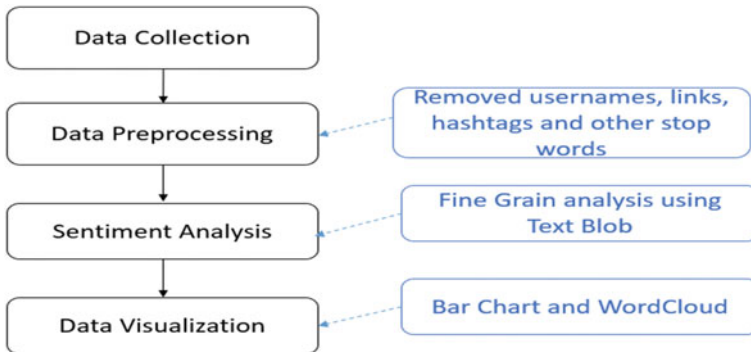 Data Collection
Data Preprocessing
Removed usernames, links,
hashtags and other stop
words
Sentiment Analysis
Fine Grain analysis using
Text Blob
Data Visualization
Bar Chart and WordCloud